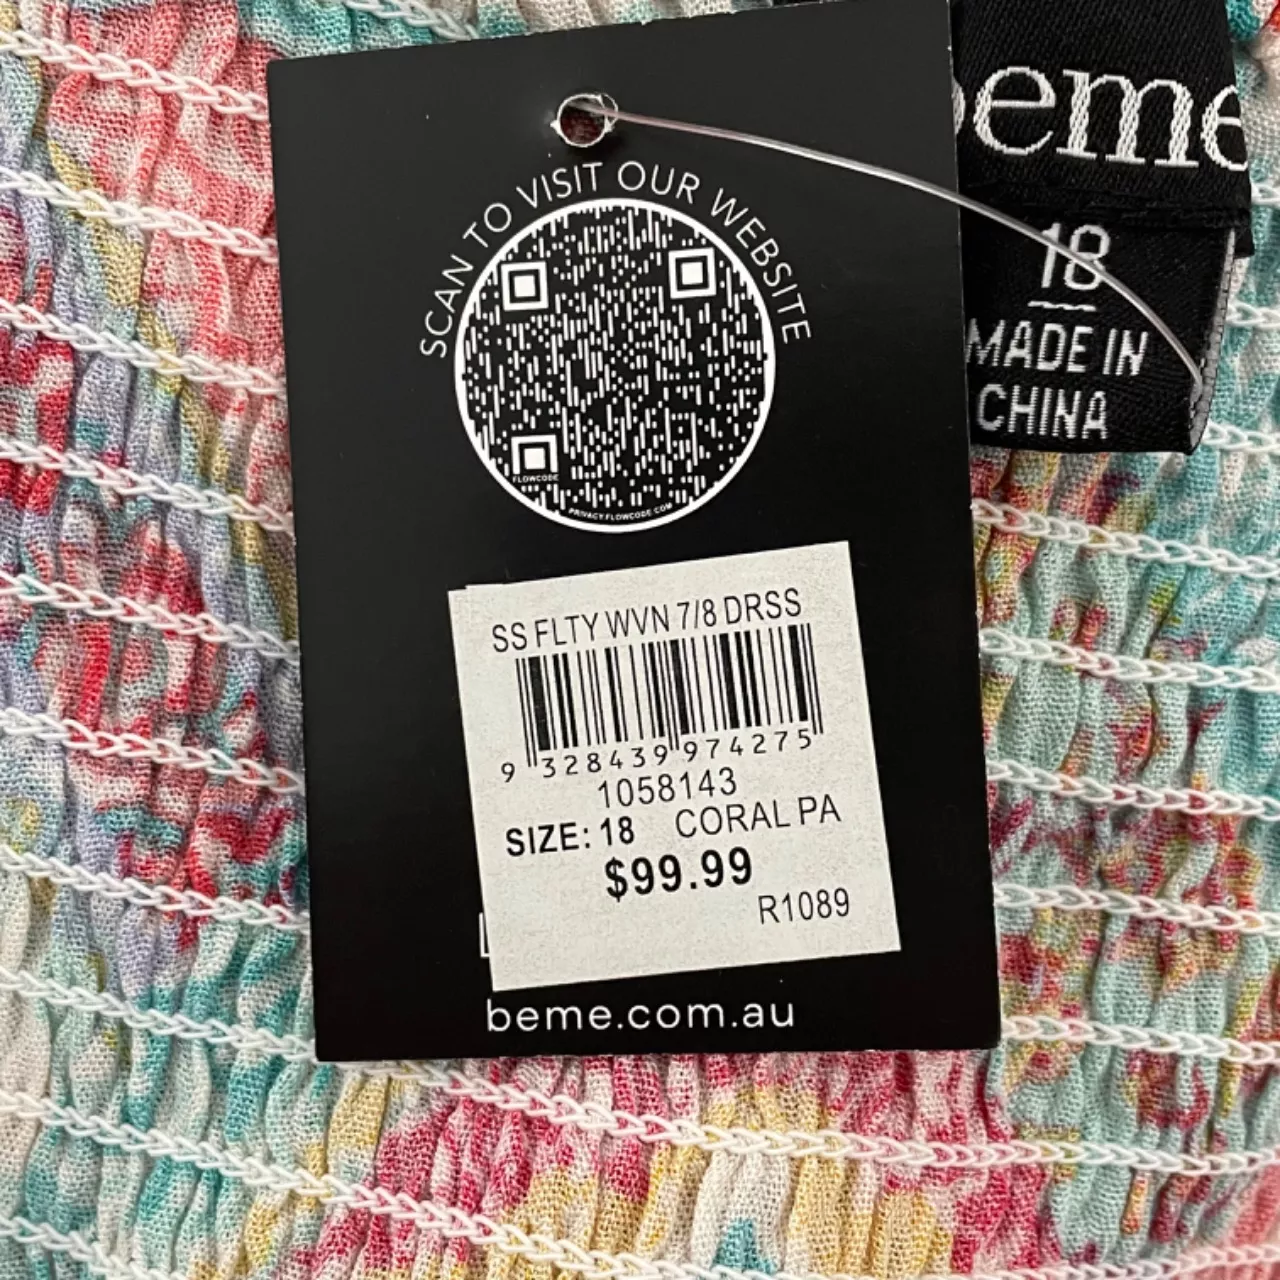 SCAN TO VISIT OUR WEBSITE
FLOWCODE
PRIVACY.FLOWCODE.COM
SS FLTY WVN 7/8 DRSS
9 328439 974275
1058143
SIZE: 18 CORAL PA
$99.99
R1089
beme.com.au
beme
18
MADE IN
CHINA